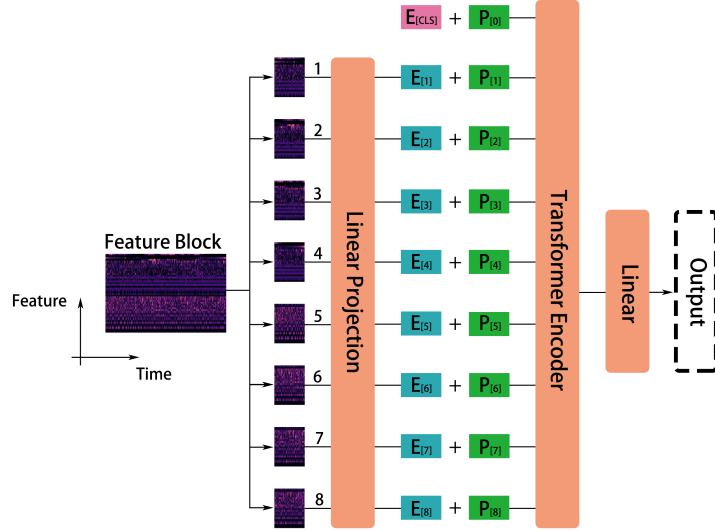 E[CLS] + P[0]
1 E[1] + P[1]
2 E[2] + P[2]
3 E[3] + P[3]
4 E[4] + P[4]
5 E[5] + P[5]
6 E[6] + P[6]
7 E[7] + P[7]
8 E[8] + P[8]
Feature Block
Feature
Time
Linear Projection
Transformer Encoder
Linear
Output